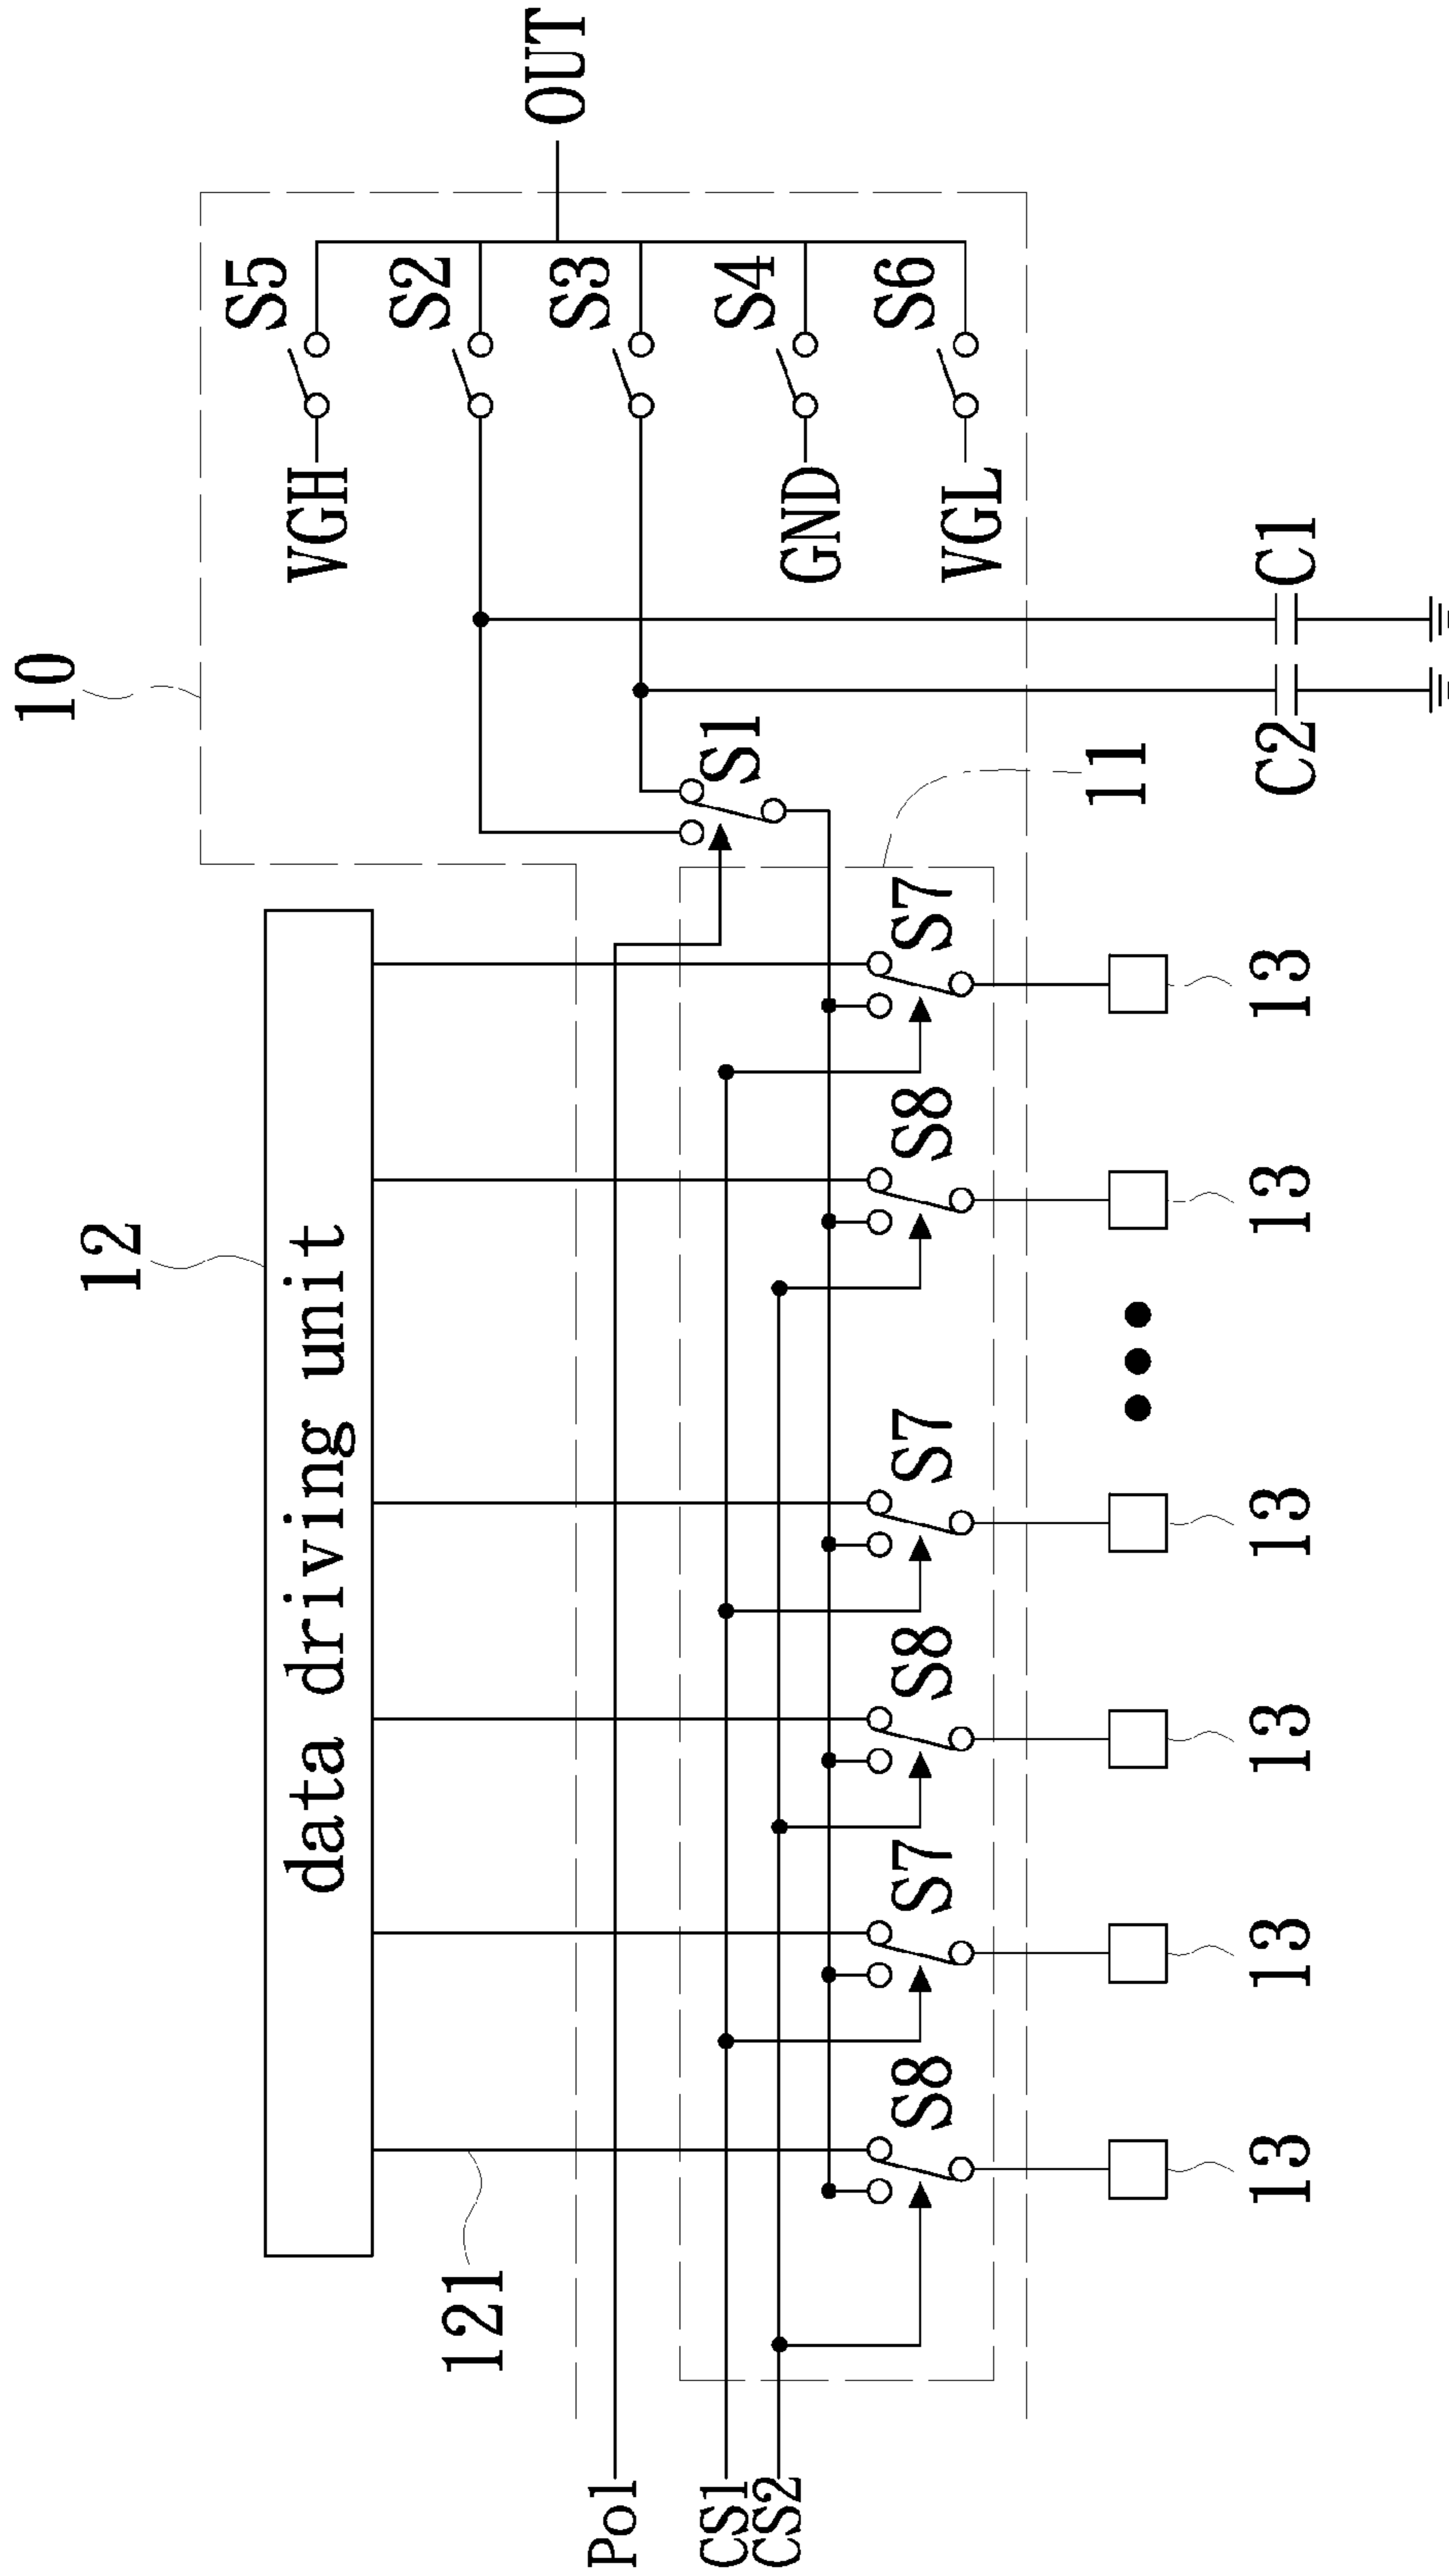 10
12
data driving unit
121
VGH
S5
S2
S3
OUT
GND
S4
VGL
S6
Pol
S1
CS1
CS2
S8
S7
S8
S7
S8
S7
11
13
13
13
13
13
13
C2
C1